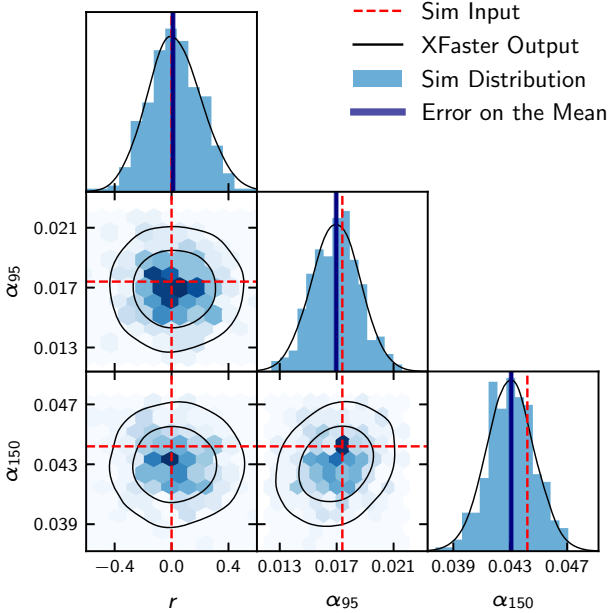 Sim Input
XFaster Output
Sim Distribution
Error on the Mean
0.021
0.017
0.013
α95
0.047
0.043
0.039
α150
−0.4 0.0 0.4
0.013 0.017 0.021
0.039 0.043 0.047
r
α95
α150